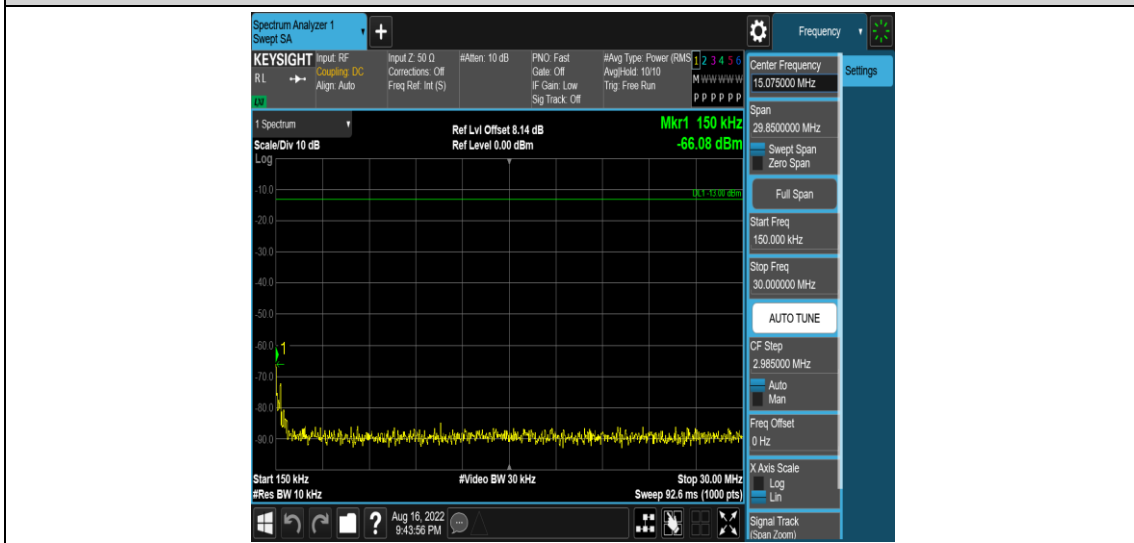 Spectrum Analyzer 1
Swept SA
+
Frequency
KEYSIGHT
RL
LXI
Input: RF
Coupling: DC
Align: Auto
Input Z: 50 Ω
Corrections: Off
Freq Ref: Int (S)
#Atten: 10 dB
PNO: Fast
Gate: Off
IF Gain: Low
Sig Track: Off
#Avg Type: Power (RMS
Avg|Hold: 10/10
Trig: Free Run
1 2 3 4 5 6
M W W W W W
P P P P P P
Center Frequency
15.075000 MHz
Settings
Span
29.8500000 MHz
Swept Span
Zero Span
Full Span
Start Freq
150.000 kHz
Stop Freq
30.000000 MHz
AUTO TUNE
CF Step
2.985000 MHz
Auto
Man
Freq Offset
0 Hz
X Axis Scale
Log
Lin
Signal Track
(Span Zoom)
1 Spectrum
Scale/Div 10 dB
Log
Ref Lvl Offset 8.14 dB
Ref Level 0.00 dBm
Mkr1 150 kHz
-66.08 dBm
DL1 -13.00 dBm
-10.0
-20.0
-30.0
-40.0
-50.0
-60.0
1
-70.0
-80.0
-90.0
Start 150 kHz
#Res BW 10 kHz
#Video BW 30 kHz
Stop 30.00 MHz
Sweep 92.6 ms (1000 pts)
?
Aug 16, 2022
9:43:56 PM